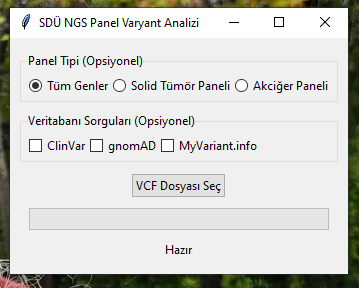 SDÜ NGS Panel Varyant Analizi
Panel Tipi (Opsiyonel)
Tüm Genler Solid Tümör Paneli Akciğer Paneli
Veritabanı Sorguları (Opsiyonel)
ClinVar gnomAD MyVariant.info
VCF Dosyası Seç
Hazır